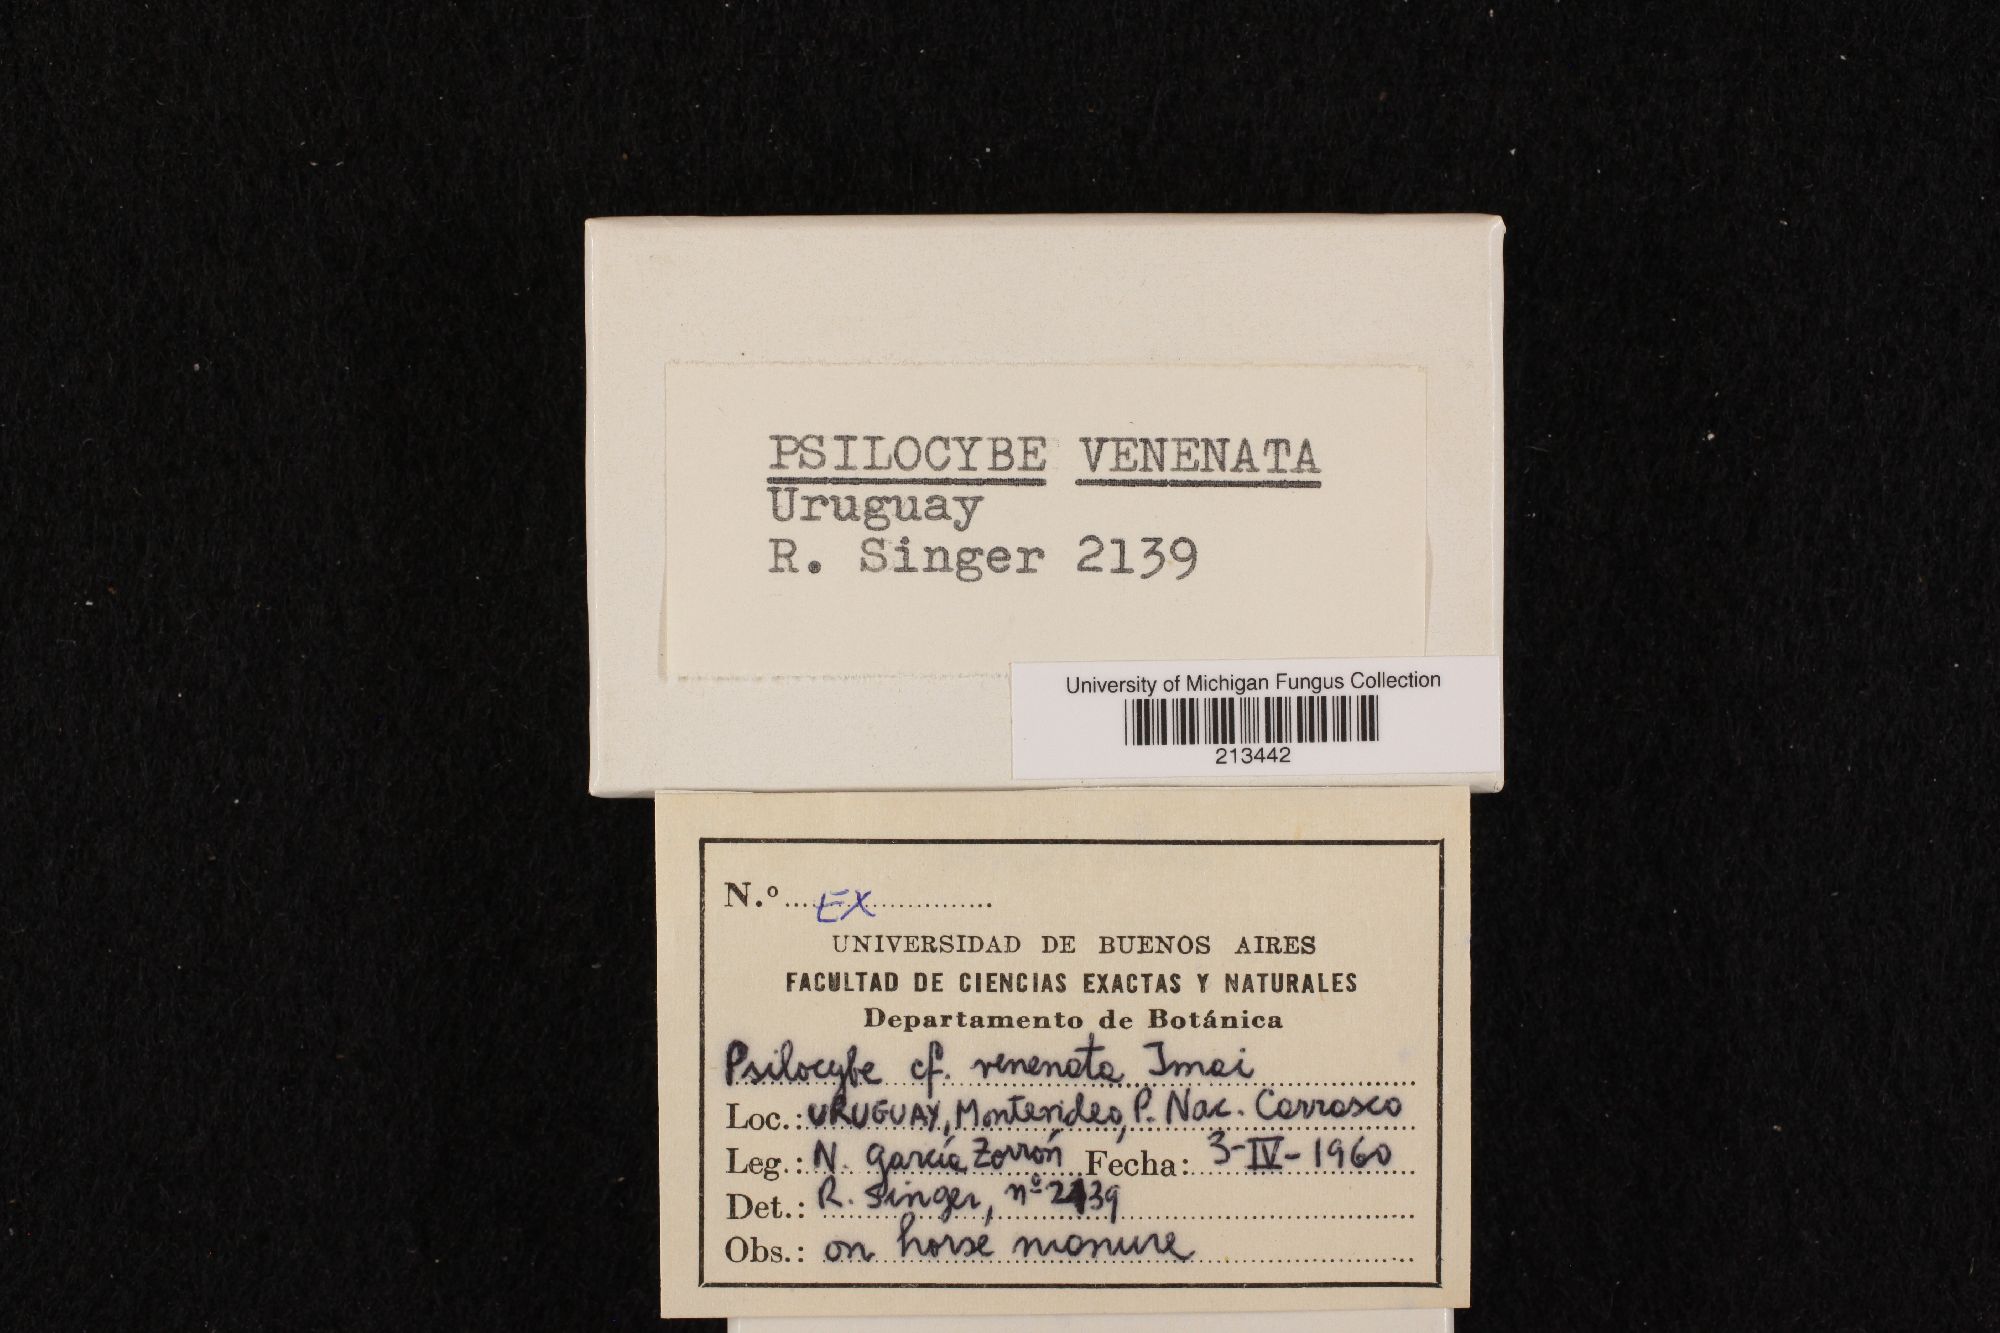 PSILOCYBE VENENATA
Uruguay
R. Singer 2139
University of Michigan Fungus Collection
213442
N.º EX
UNIVERSIDAD DE BUENOS AIRES
FACULTAD DE CIENCIAS EXACTAS Y NATURALES
Departamento de Botánica
Psilocybe cf. venenata Imai
Loc.: URUGUAY, Montevideo, P. Nac. Carrasco
Leg.: N. García Zorrón Fecha: 3-IV-1960
Det.: R. Singer, nº 2139
Obs.: on horse manure